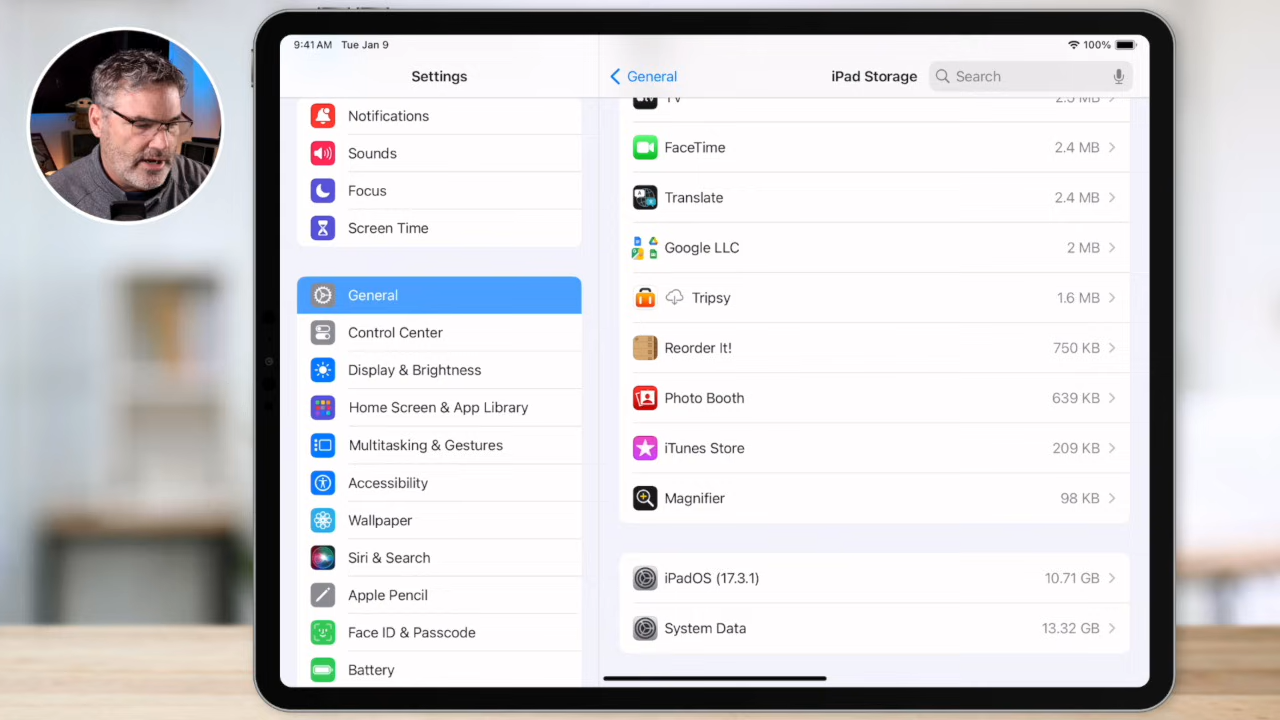 9:41 AM Tue Jan 9
100%
Settings
General
iPad Storage
Search
Notifications
Sounds
Focus
Screen Time
General
Control Center
Display & Brightness
Home Screen & App Library
Multitasking & Gestures
Accessibility
Wallpaper
Siri & Search
Apple Pencil
Face ID & Passcode
Battery
TV 2.5 MB
FaceTime 2.4 MB
Translate 2.4 MB
Google LLC 2 MB
Tripsy 1.6 MB
Reorder It! 750 KB
Photo Booth 639 KB
iTunes Store 209 KB
Magnifier 98 KB
iPadOS (17.3.1) 10.71 GB
System Data 13.32 GB